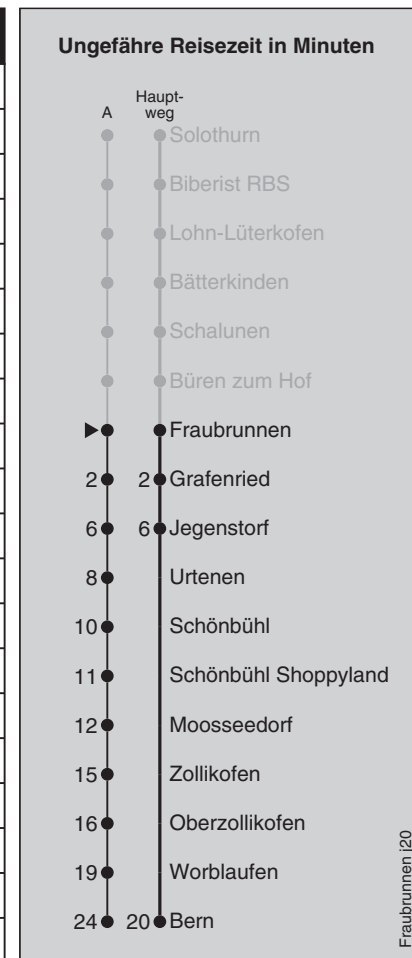 Ungefähre Reisezeit in Minuten
A Haupt-
weg
Solothurn
Biberist RBS
Lohn-Lüterkofen
Bätterkinden
Schalunen
Büren zum Hof
Fraubrunnen
2 2 Grafenried
6 6 Jegenstorf
8 Urtenen
10 Schönbühl
11 Schönbühl Shoppyland
12 Moosseedorf
15 Zollikofen
16 Oberzollikofen
19 Worblaufen
24 20 Bern
Fraubrunnen j20